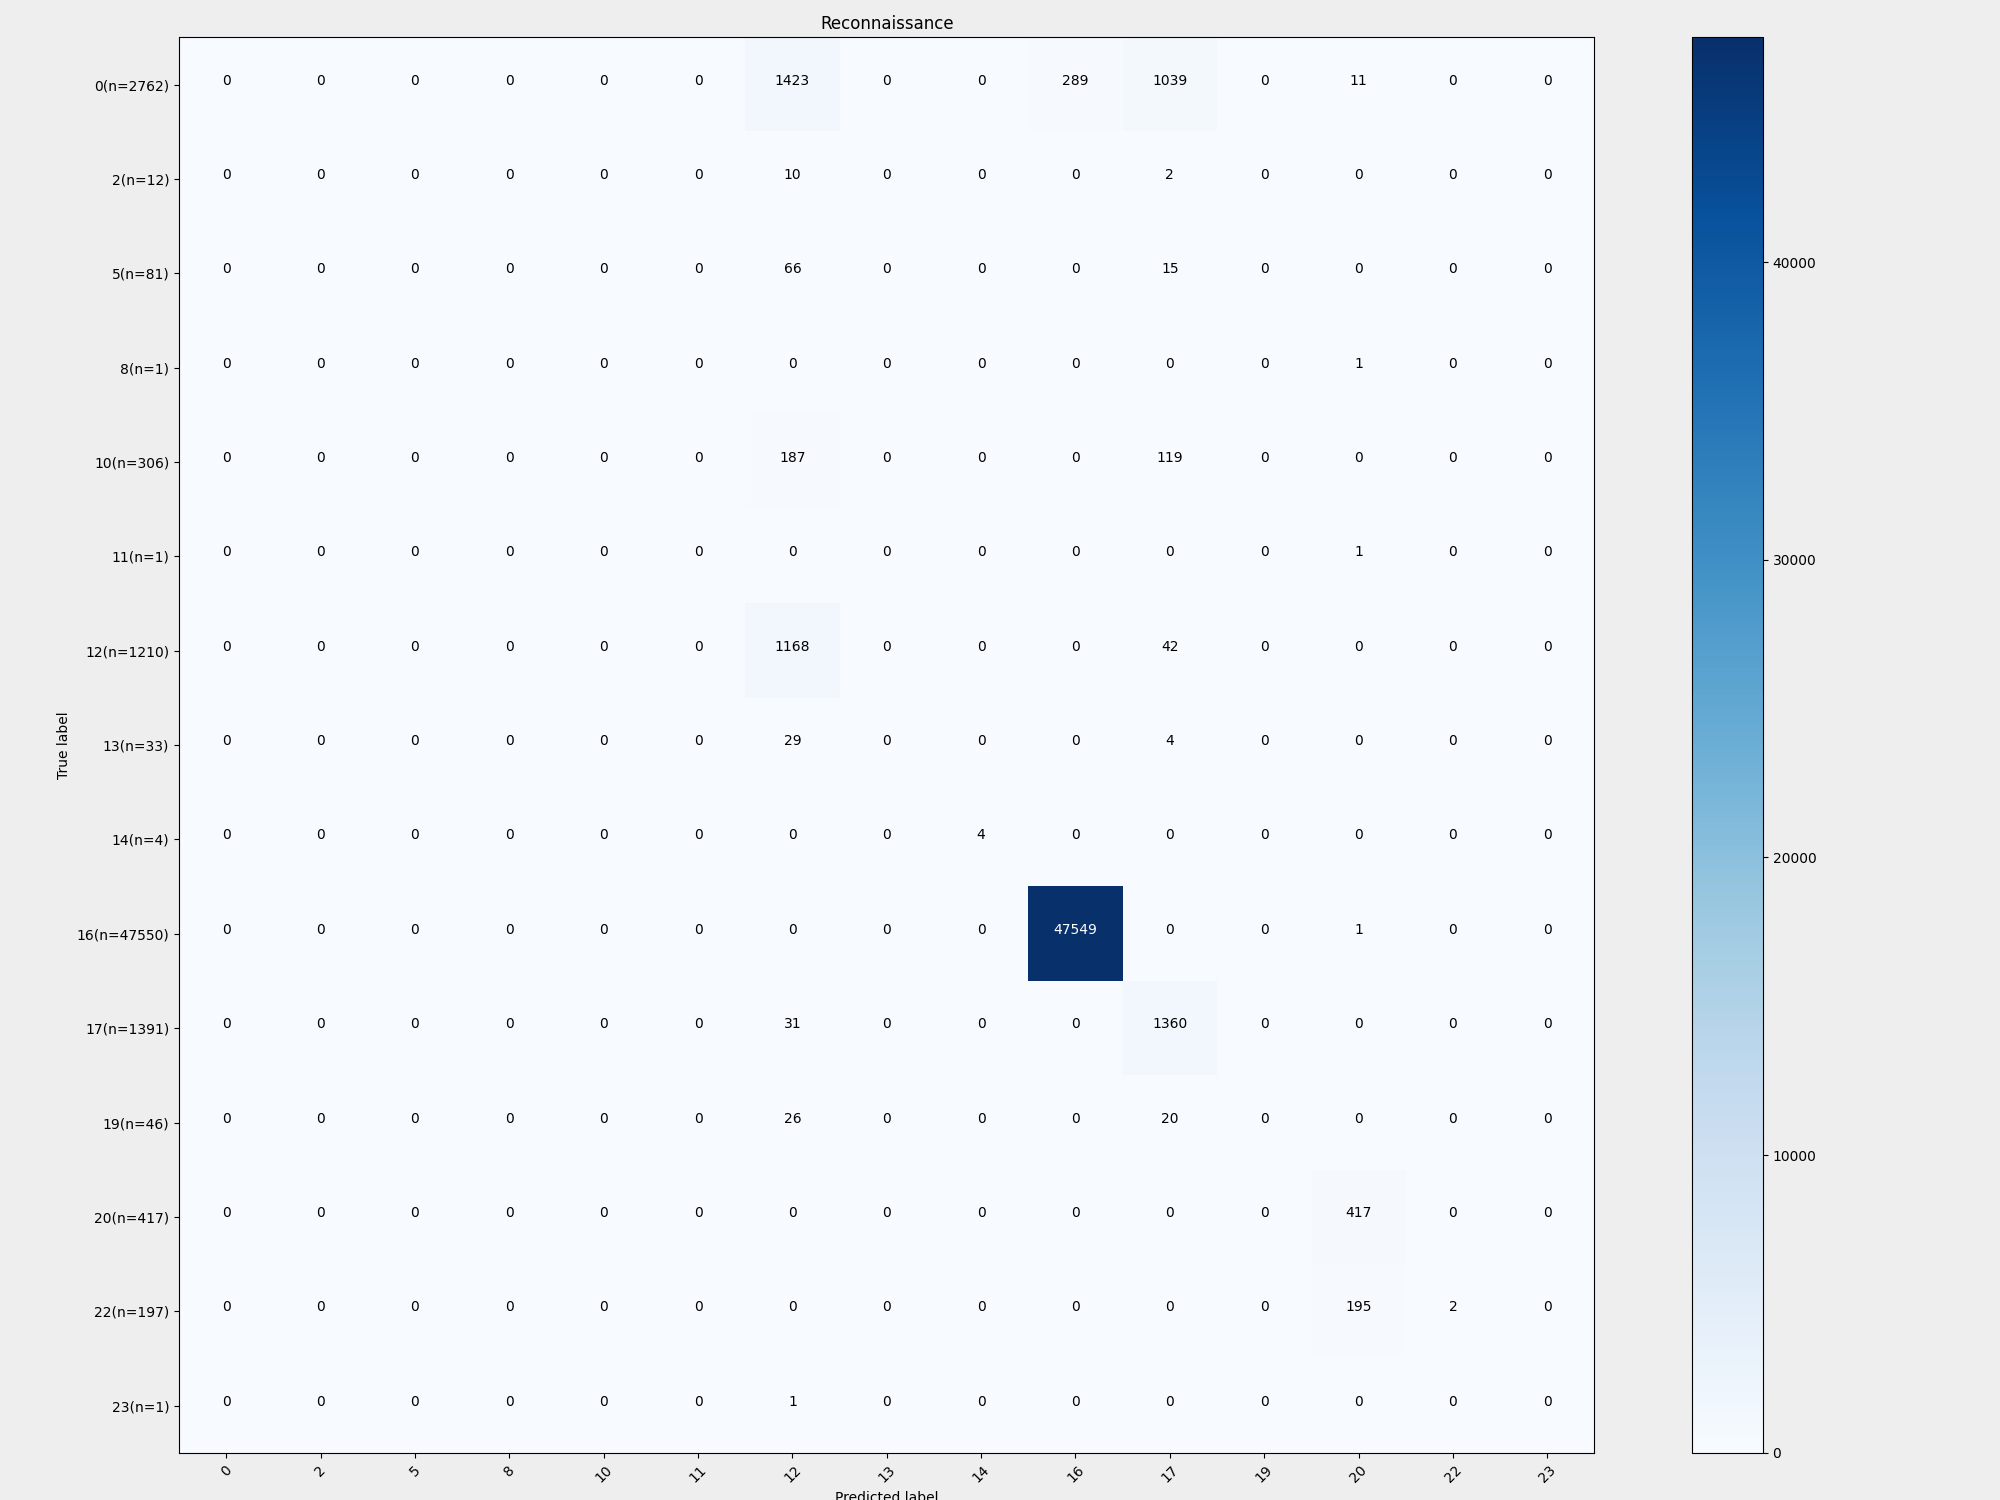 Reconnaissance
0(n=2762) 0 0 0 0 0 0 1423 0 0 289 1039 0 11 0 0
2(n=12) 0 0 0 0 0 0 10 0 0 0 2 0 0 0 0
5(n=81) 0 0 0 0 0 0 66 0 0 0 15 0 0 0 0
8(n=1) 0 0 0 0 0 0 0 0 0 0 0 0 1 0 0
10(n=306) 0 0 0 0 0 0 187 0 0 0 119 0 0 0 0
11(n=1) 0 0 0 0 0 0 0 0 0 0 0 0 1 0 0
12(n=1210) 0 0 0 0 0 0 1168 0 0 0 42 0 0 0 0
13(n=33) 0 0 0 0 0 0 29 0 0 0 4 0 0 0 0
14(n=4) 0 0 0 0 0 0 0 0 4 0 0 0 0 0 0
16(n=47550) 0 0 0 0 0 0 0 0 0 47549 0 0 1 0 0
17(n=1391) 0 0 0 0 0 0 31 0 0 0 1360 0 0 0 0
19(n=46) 0 0 0 0 0 0 26 0 0 0 20 0 0 0 0
20(n=417) 0 0 0 0 0 0 0 0 0 0 0 0 417 0 0
22(n=197) 0 0 0 0 0 0 0 0 0 0 0 0 195 2 0
23(n=1) 0 0 0 0 0 0 1 0 0 0 0 0 0 0 0
0 2 5 8 10 11 12 13 14 16 17 19 20 22 23
True label
Predicted label
40000
30000
20000
10000
0